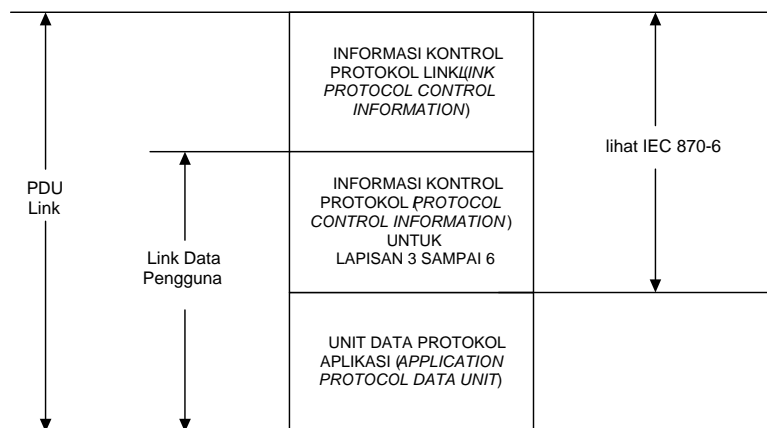 INFORMASI KONTROL
PROTOKOL LINK (LINK
PROTOCOL CONTROL
INFORMATION)
lihat IEC 870-6
PDU
Link
INFORMASI KONTROL
PROTOKOL (PROTOCOL
CONTROL INFORMATION)
UNTUK
LAPISAN 3 SAMPAI 6
Link Data
Pengguna
UNIT DATA PROTOKOL
APLIKASI (APPLICATION
PROTOCOL DATA UNIT)